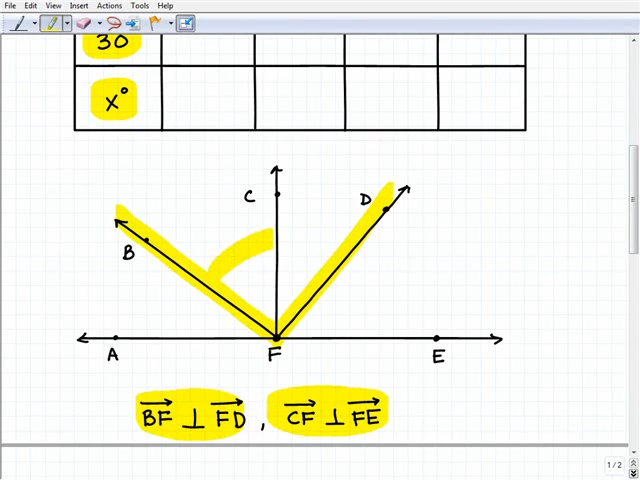 File Edit View Insert Actions Tools Help
30
x°
C
D
B
A F E
BF ⊥ FD , CF ⊥ FE
1 / 2